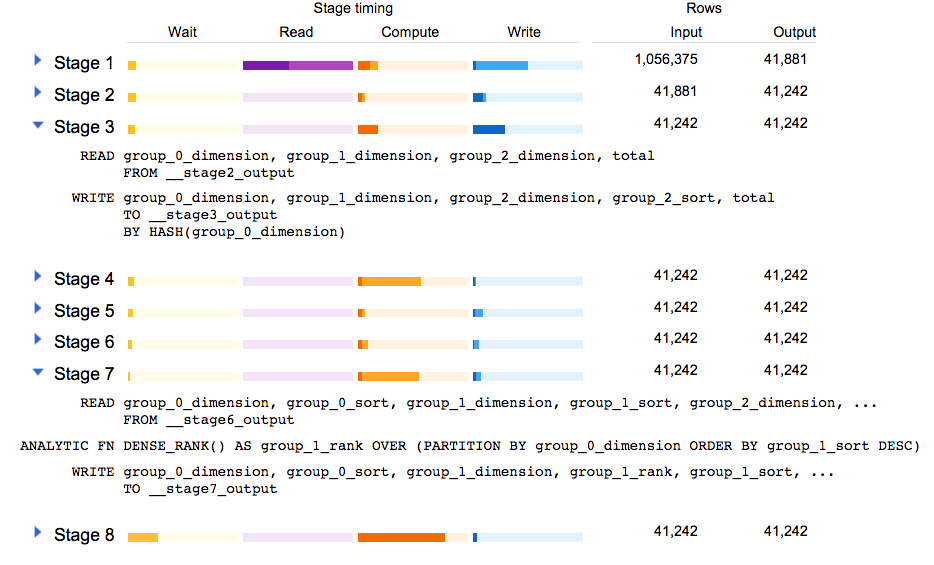 Stage timing Rows
Wait Read Compute Write Input Output
Stage 1 1,056,375 41,881
Stage 2 41,881 41,242
Stage 3 41,242 41,242
READ group_0_dimension, group_1_dimension, group_2_dimension, total
FROM __stage2_output
WRITE group_0_dimension, group_1_dimension, group_2_dimension, group_2_sort, total
TO __stage3_output
BY HASH(group_0_dimension)
Stage 4 41,242 41,242
Stage 5 41,242 41,242
Stage 6 41,242 41,242
Stage 7 41,242 41,242
READ group_0_dimension, group_0_sort, group_1_dimension, group_1_sort, group_2_dimension, ...
FROM __stage6_output
ANALYTIC FN DENSE_RANK() AS group_1_rank OVER (PARTITION BY group_0_dimension ORDER BY group_1_sort DESC)
WRITE group_0_dimension, group_0_sort, group_1_dimension, group_1_rank, group_1_sort, ...
TO __stage7_output
Stage 8 41,242 41,242